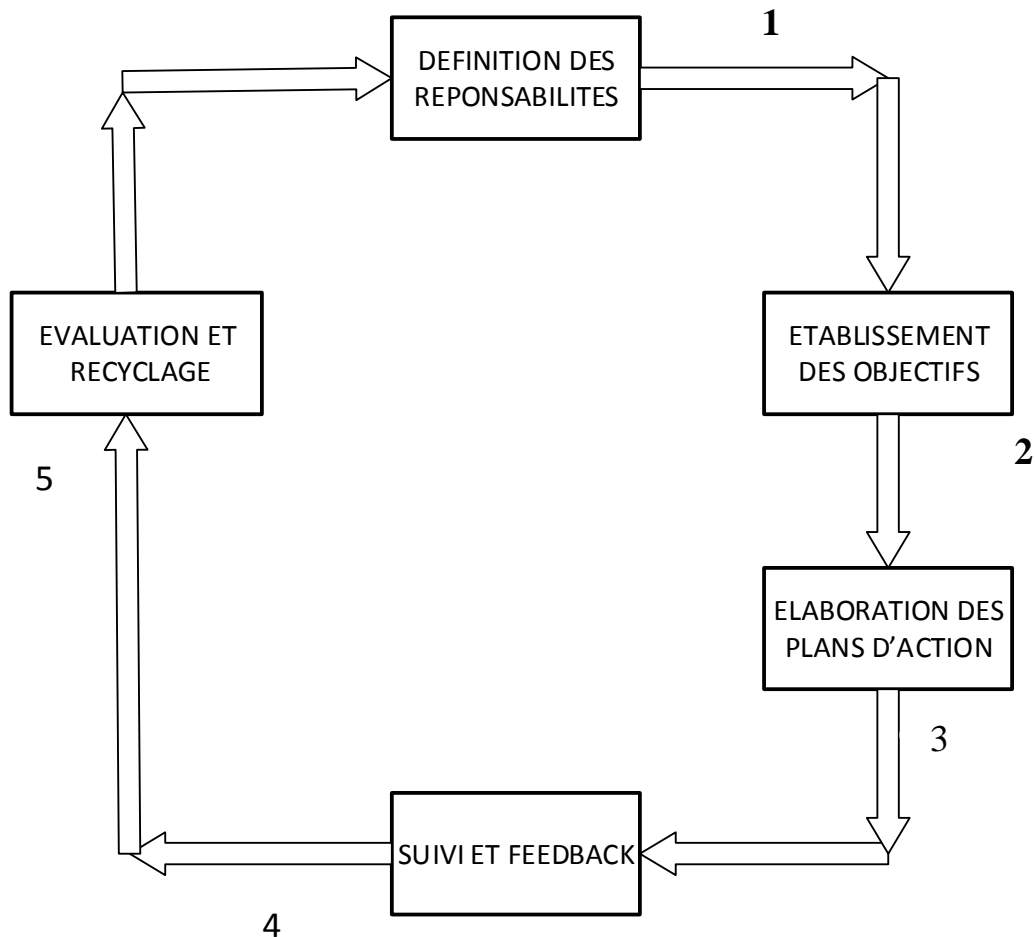 1
DEFINITION DES
REPONSABILITES
ETABLISSEMENT
DES OBJECTIFS
2
ELABORATION DES
PLANS D’ACTION
3
SUIVI ET FEEDBACK
4
EVALUATION ET
RECYCLAGE
5